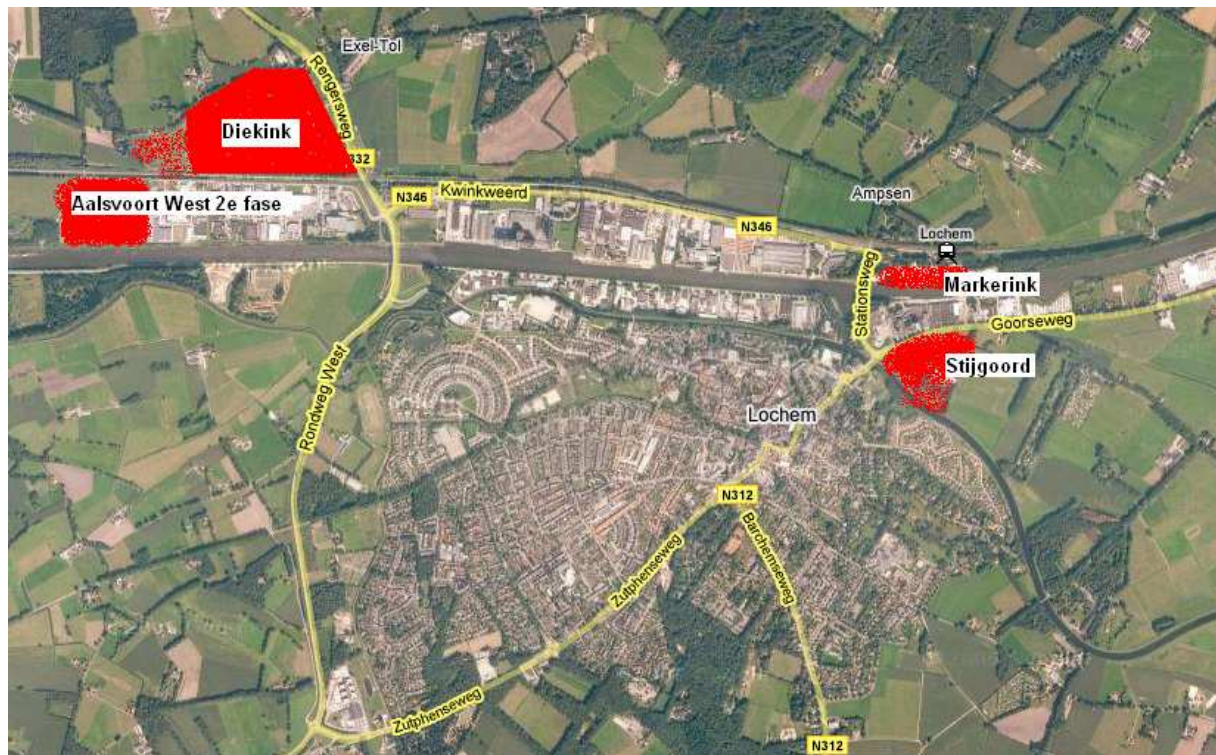 Exel-Tol
Rengersweg
Diekink
332
Aalsvoort West 2e fase
N346
Kwinkweerd
Ampsen
N346
Lochem
Markerink
Stationsweg
Goorseweg
Stijgoord
Rondweg West
Lochem
N312
Zutphenseweg
Barchemseweg
Zutphenseweg
N312